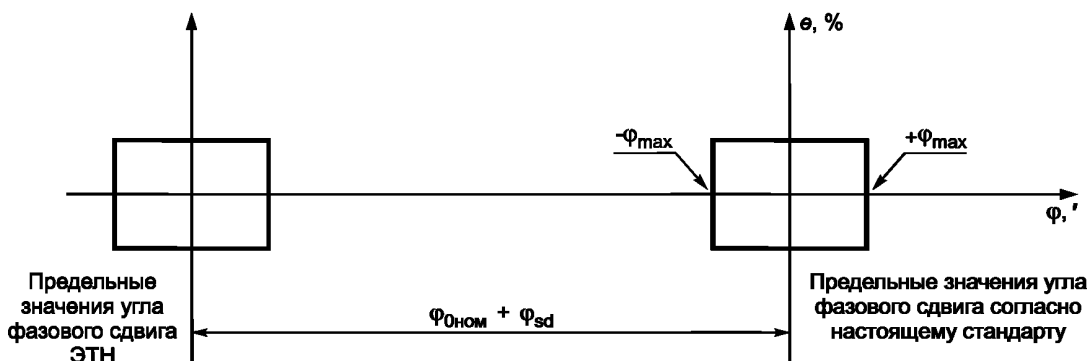 e, %
-φmax
+φmax
φ, ′
Предельные
значения угла
фазового сдвига
ЭТН
φ0ном + φsd
Предельные значения угла
фазового сдвига согласно
настоящему стандарту